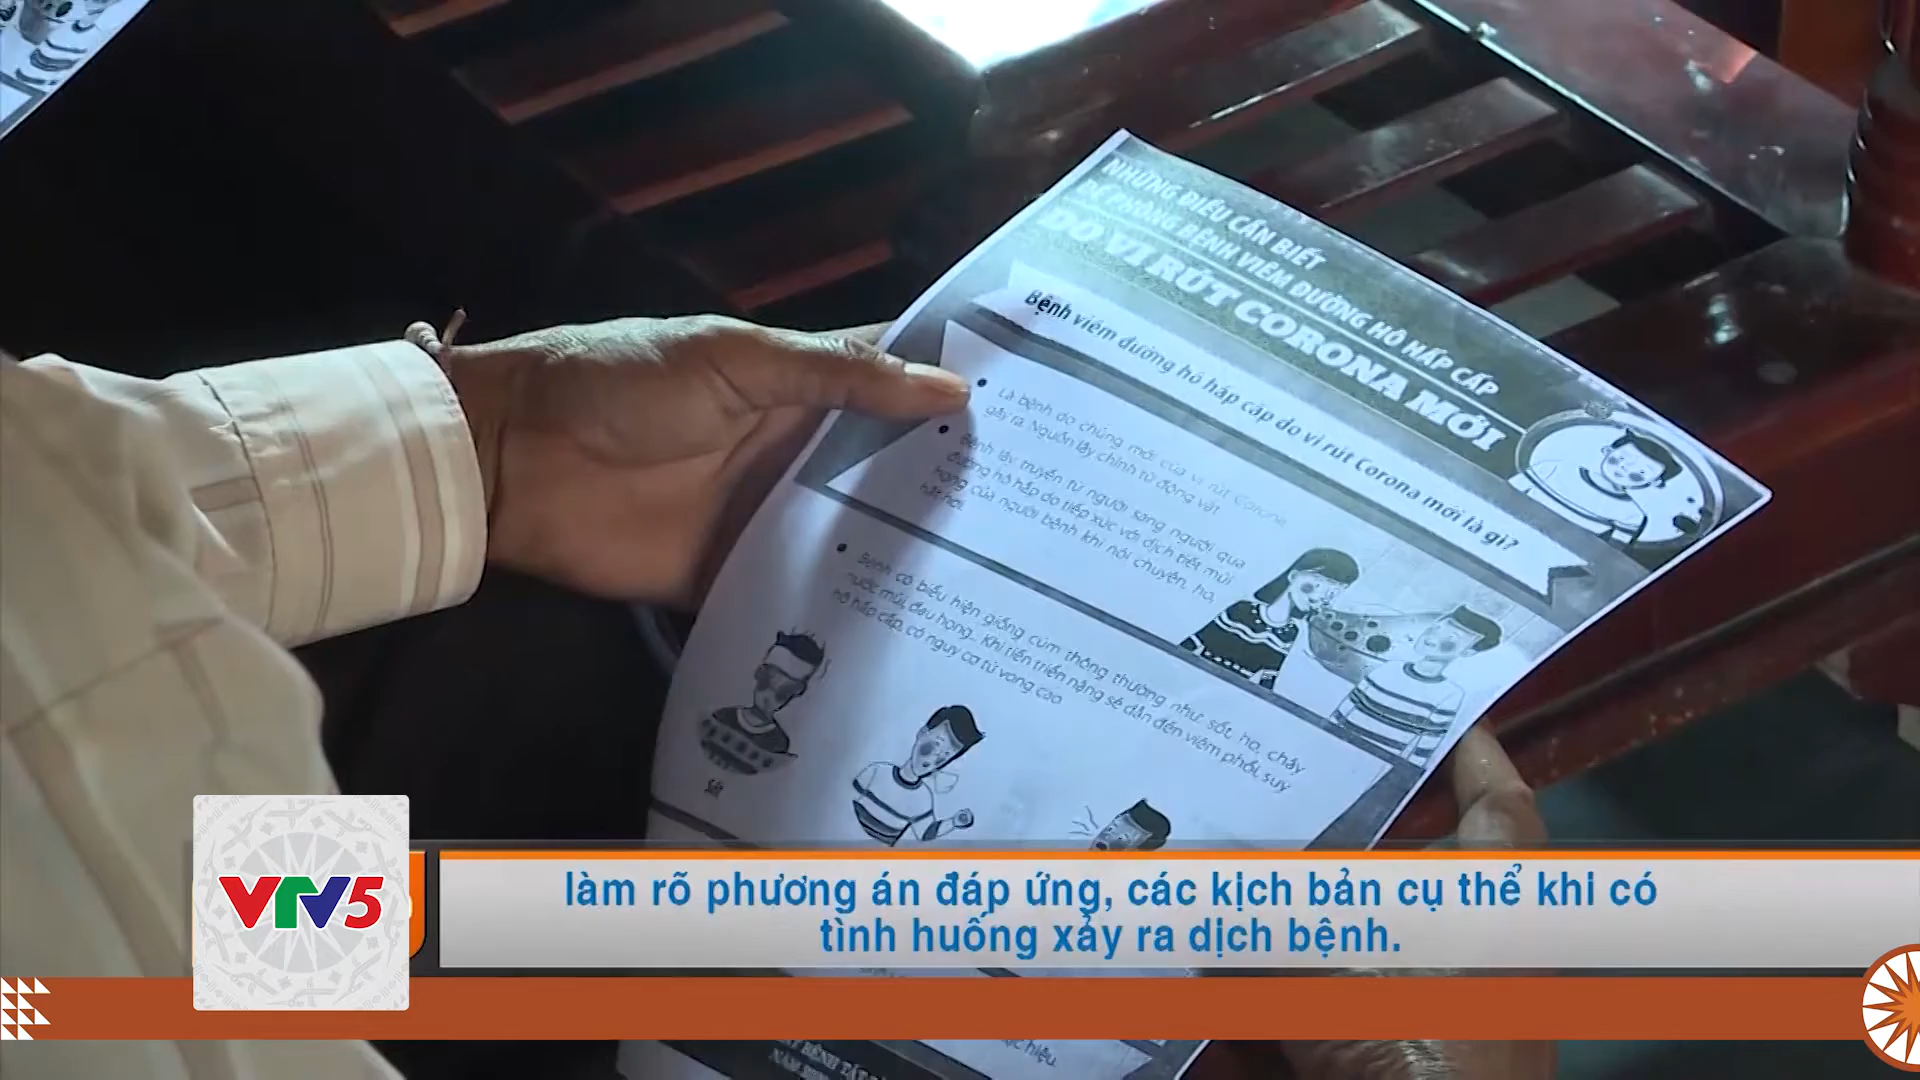 NHỮNG ĐIỀU CẦN BIẾT
ĐỂ PHÒNG BỆNH VIÊM ĐƯỜNG HÔ HẤP CẤP
DO VI RÚT CORONA MỚI
Bệnh viêm đường hô hấp cấp do vi rút Corona mới là gì?
Là bệnh do chủng mới của vi rút Corona
gây ra. Nguồn lây chính từ động vật
Bệnh lây truyền từ người sang người qua
đường hô hấp do tiếp xúc với dịch tiết mũi
họng của người bệnh khi nói chuyện, ho,
hắt hơi.
Bệnh có biểu hiện giống cúm thông thường như: sốt, ho, chảy
nước mũi, đau họng... Khi tiến triển nặng sẽ dẫn đến viêm phổi, suy
hô hấp cấp, có nguy cơ tử vong cao.
Sốt
VTV5
làm rõ phương án đáp ứng, các kịch bản cụ thể khi có
tình huống xảy ra dịch bệnh.
hiệu.
BỆNH TẬT